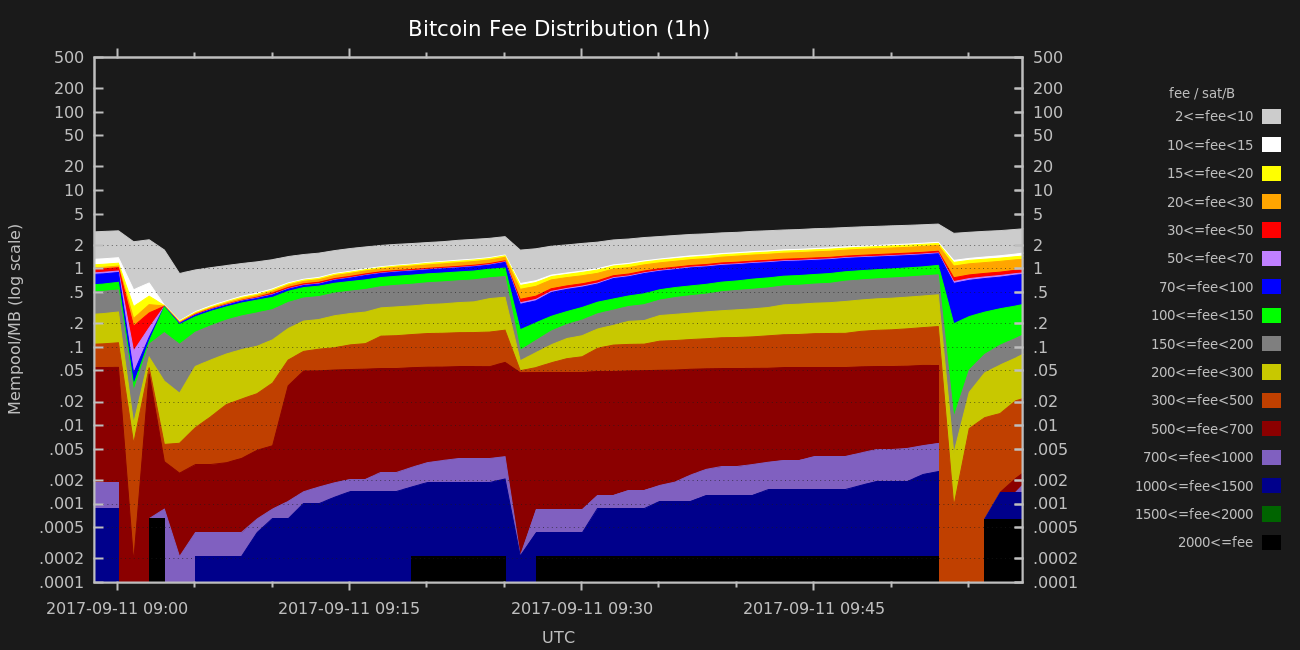 Bitcoin Fee Distribution (1h)
Mempool/MB (log scale)
500
200
100
50
20
10
5
2
1
.5
.2
.1
.05
.02
.01
.005
.002
.001
.0005
.0002
.0001
500
200
100
50
20
10
5
2
1
.5
.2
.1
.05
.02
.01
.005
.002
.001
.0005
.0002
.0001
2017-09-11 09:00
2017-09-11 09:15
2017-09-11 09:30
2017-09-11 09:45
UTC
fee / sat/B
2<=fee<10
10<=fee<15
15<=fee<20
20<=fee<30
30<=fee<50
50<=fee<70
70<=fee<100
100<=fee<150
150<=fee<200
200<=fee<300
300<=fee<500
500<=fee<700
700<=fee<1000
1000<=fee<1500
1500<=fee<2000
2000<=fee